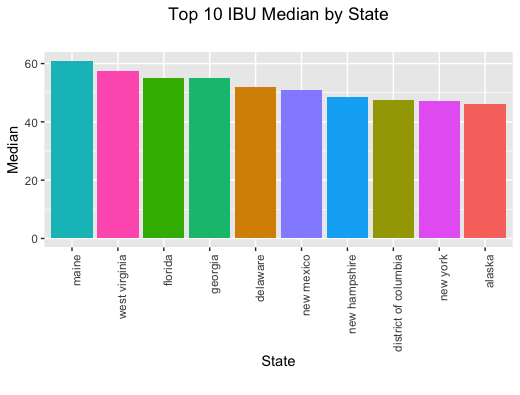 Top 10 IBU Median by State
Median
60
40
20
0
maine
west virginia
florida
georgia
delaware
new mexico
new hampshire
district of columbia
new york
alaska
State